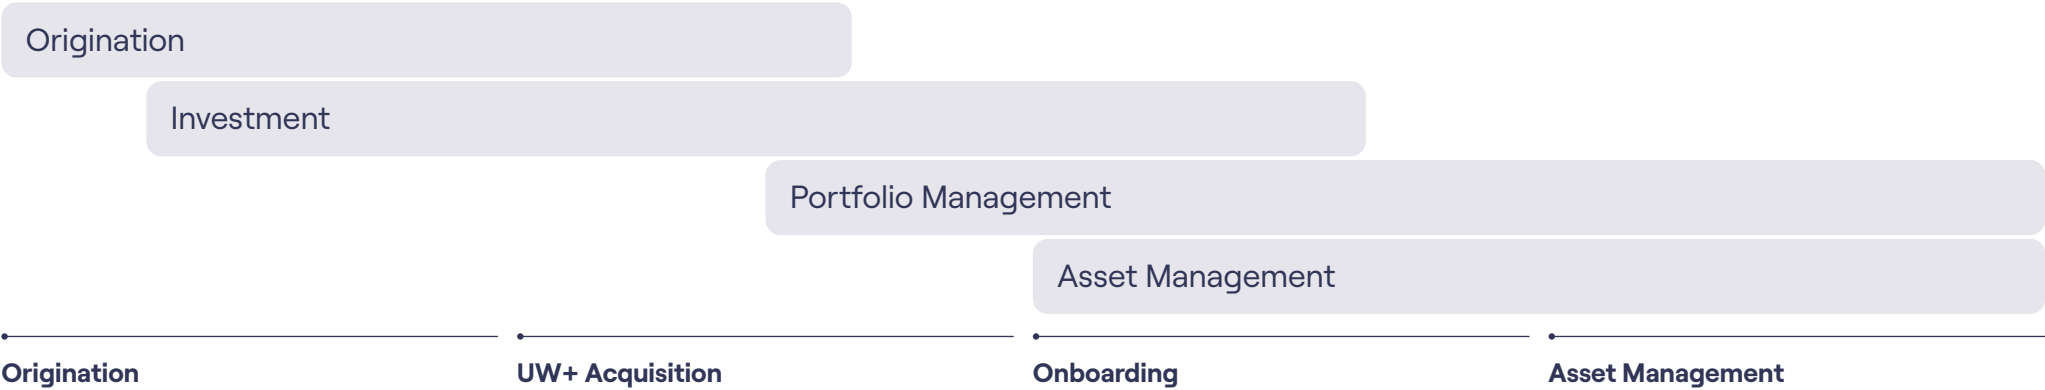 Origination
Investment
Portfolio Management
Asset Management
Origination
UW+ Acquisition
Onboarding
Asset Management